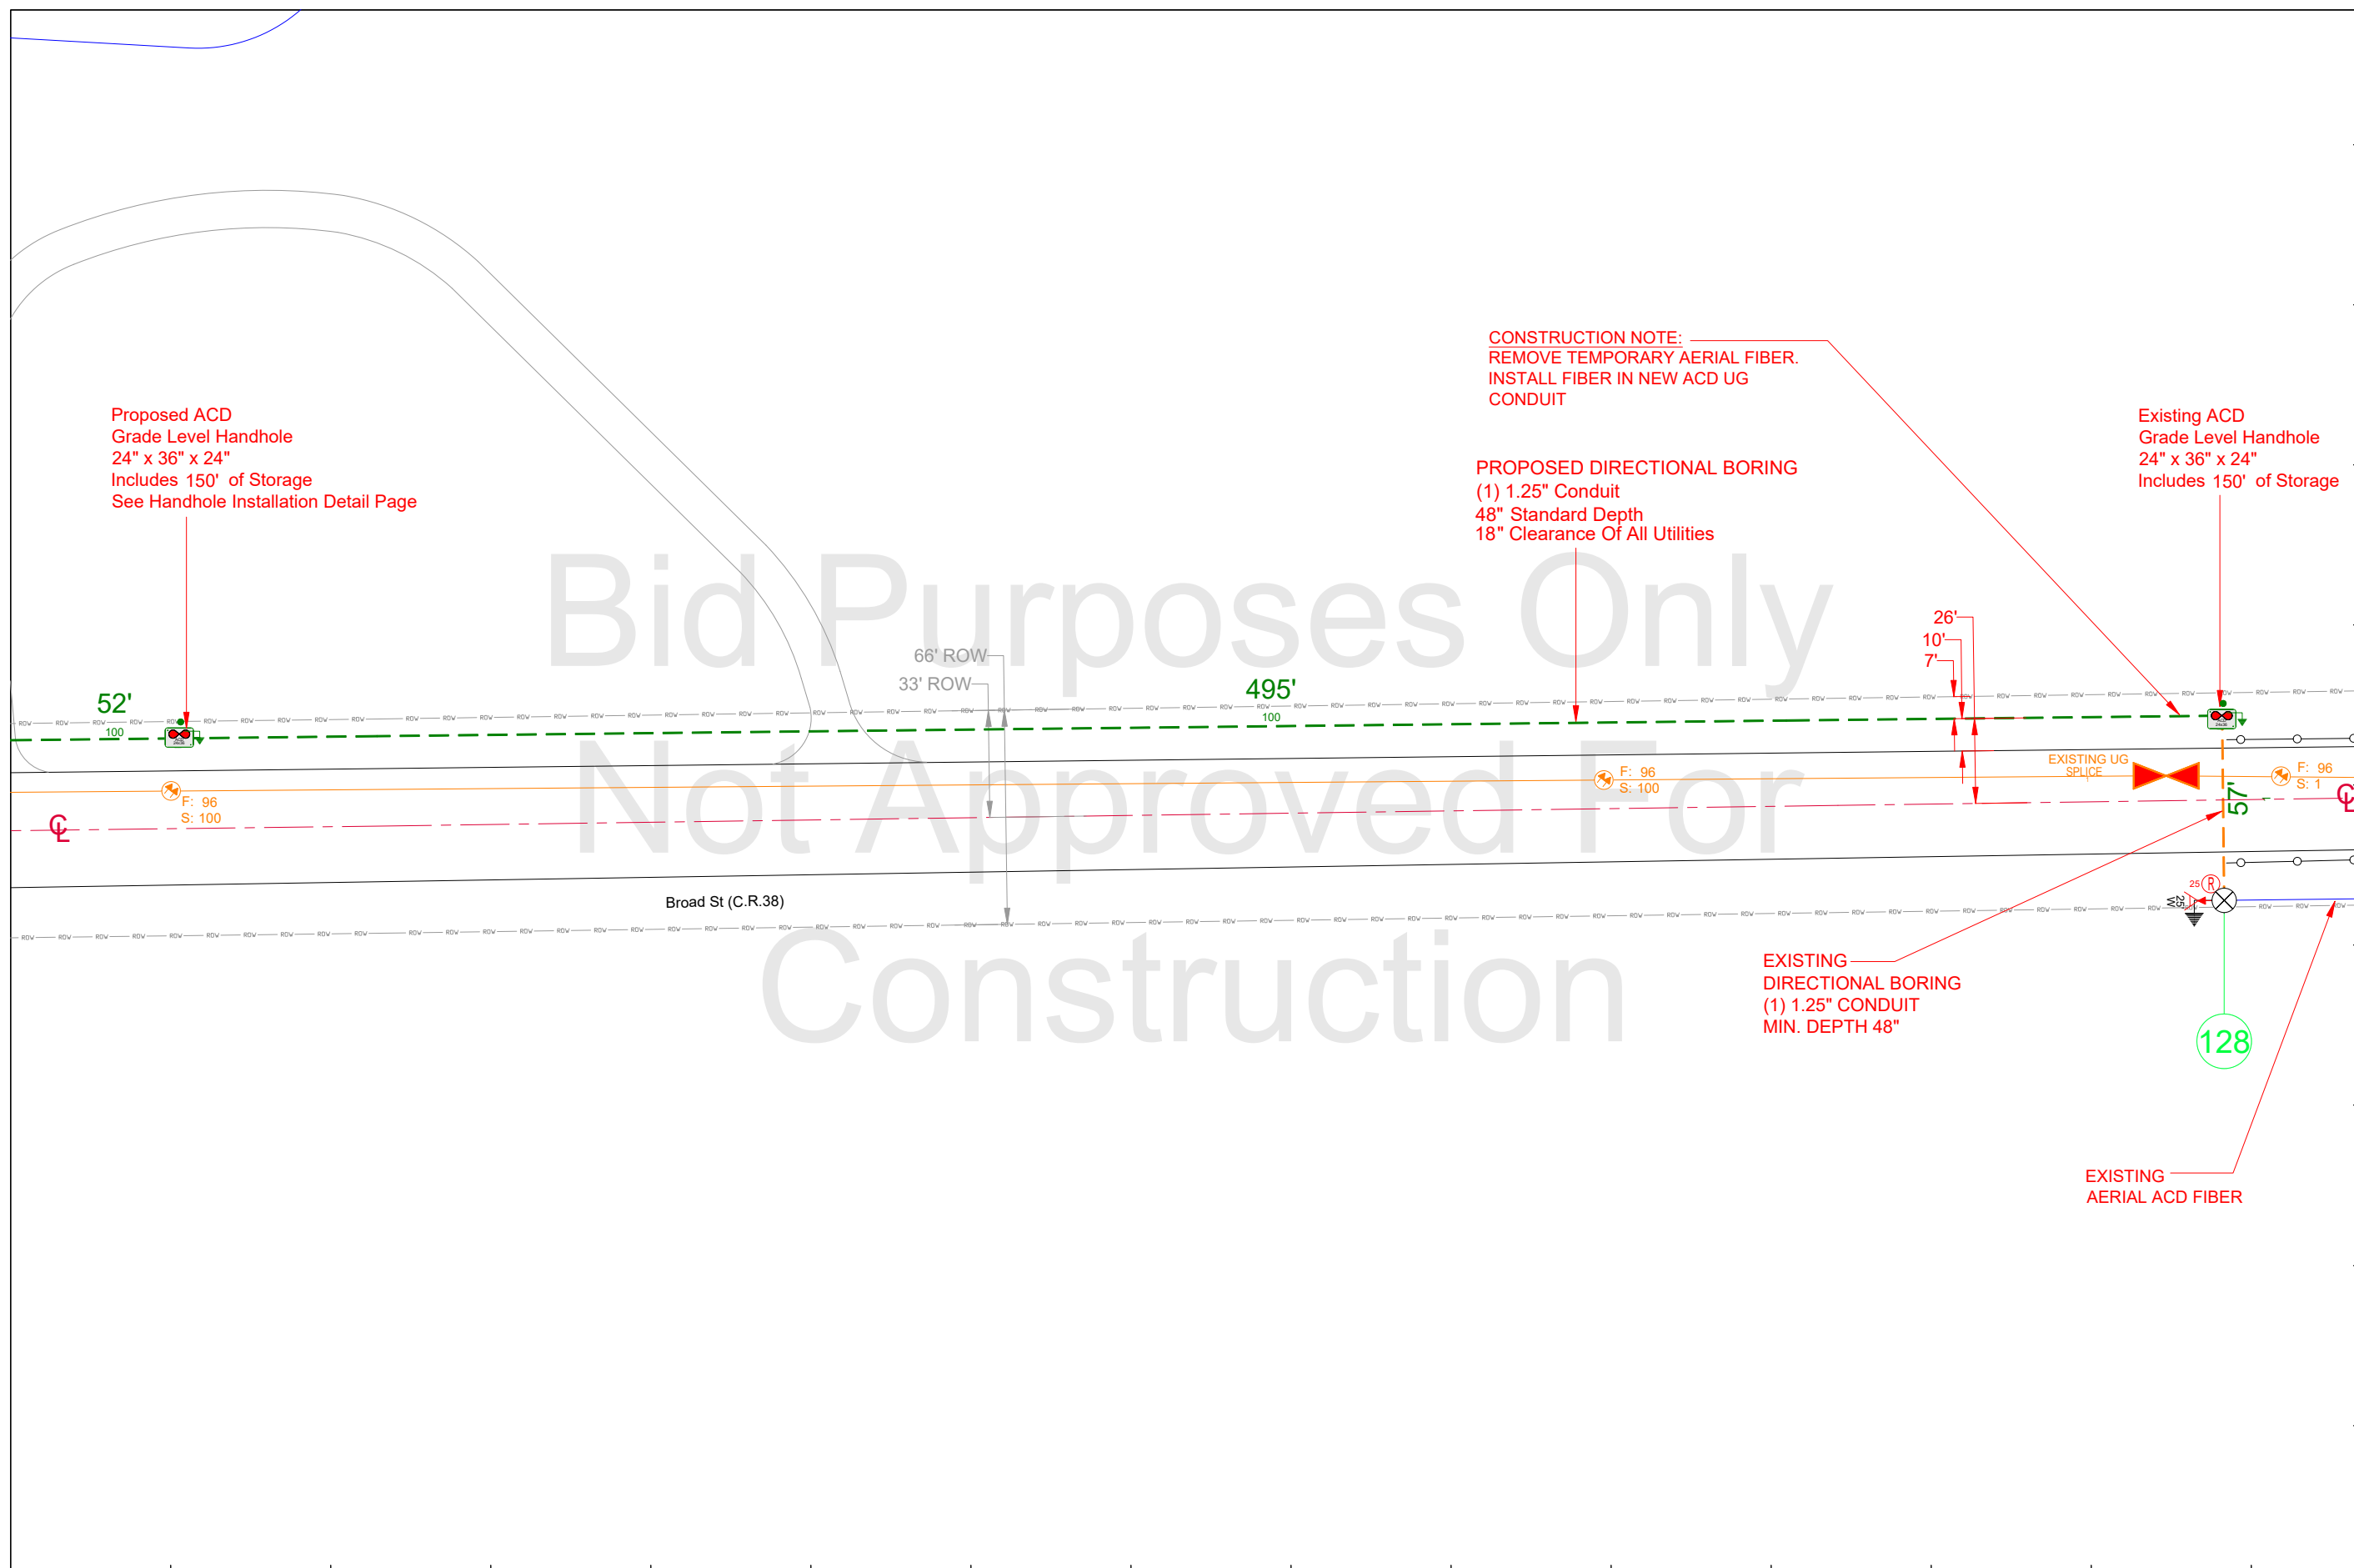 CONSTRUCTION NOTE:
REMOVE TEMPORARY AERIAL FIBER.
INSTALL FIBER IN NEW ACD UG
CONDUIT
Proposed ACD
Grade Level Handhole
24" x 36" x 24"
Includes 150' of Storage
See Handhole Installation Detail Page
Existing ACD
Grade Level Handhole
24" x 36" x 24"
Includes 150' of Storage
PROPOSED DIRECTIONAL BORING
(1) 1.25" Conduit
48" Standard Depth
18" Clearance Of All Utilities
Bid Purposes Only
Not Approved For
Construction
26'
10'
7'
66' ROW
33' ROW
52'
100
495'
100
EXISTING UG
SPLICE
F: 96
S: 100
F: 96
S: 100
F: 96
S: 1
57'
1
Broad St (C.R.38)
25
R
25'
W
EXISTING
DIRECTIONAL BORING
(1) 1.25" CONDUIT
MIN. DEPTH 48"
128
EXISTING
AERIAL ACD FIBER
ROW